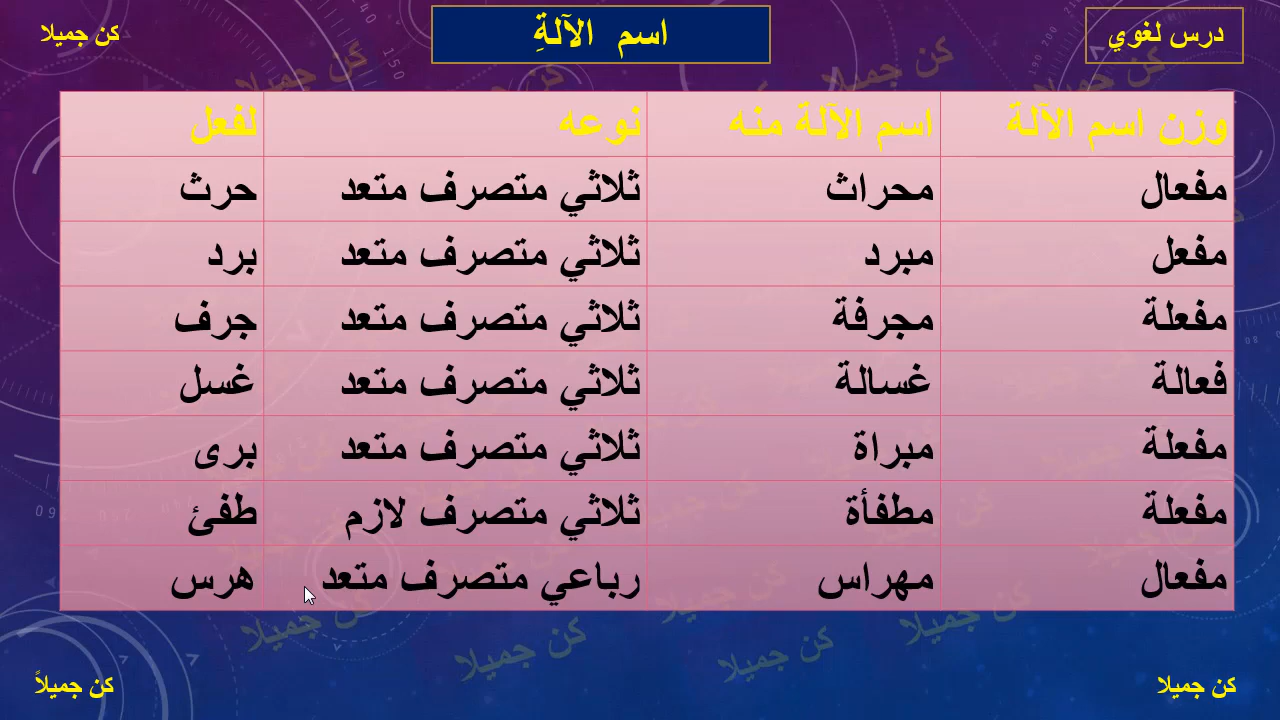 درس لغوي
اسم الآلةِ
كن جميلا
وزن اسم الآلة اسم الآلة منه نوعه لفعل
مفعال محراث ثلاثي متصرف متعد حرث
مفعل مبرد ثلاثي متصرف متعد برد
مفعلة مجرفة ثلاثي متصرف متعد جرف
فعالة غسالة ثلاثي متصرف متعد غسل
مفعلة مبراة ثلاثي متصرف متعد برى
مفعلة مطفأة ثلاثي متصرف لازم طفئ
مفعال مهراس رباعي متصرف متعد هرس
كن جميلا
كن جميلاً